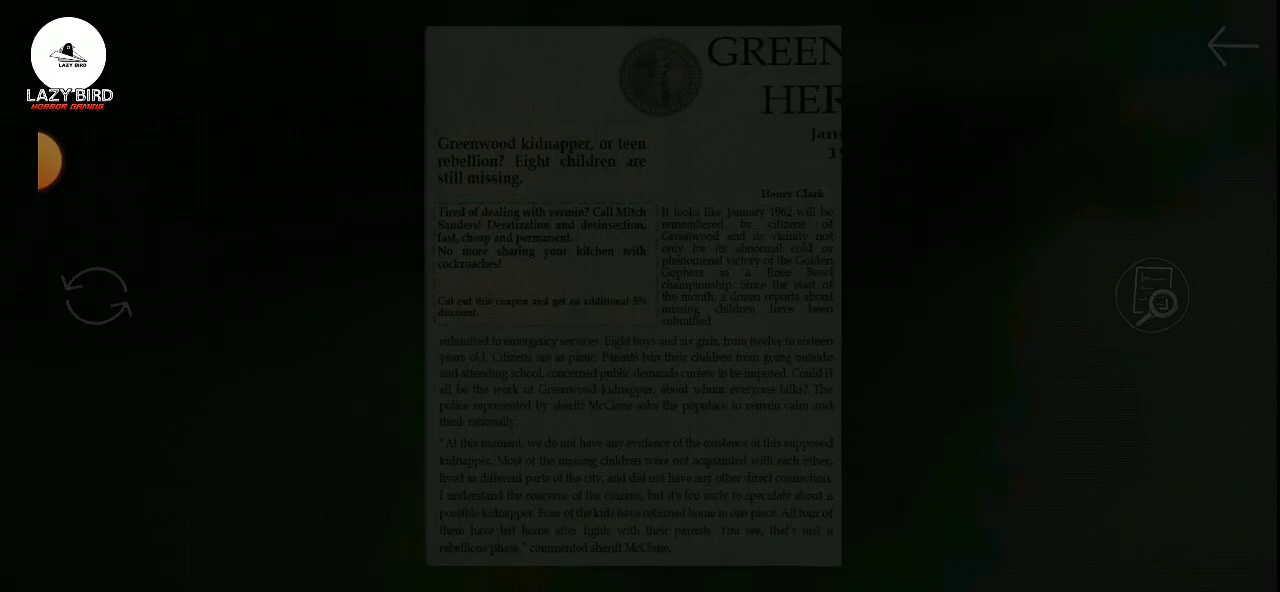 LAZY BIRD
LAZY BIRD
HORROR GAMING
GREEN
HER
Jan
19
Greenwood kidnapper, or teen
rebellion? Eight children are
still missing.
Henry Clark
Tired of dealing with vermin? Call Mitch
Sanders! Deratization and desinsection,
fast, cheap and permanent.
No more sharing your kitchen with
cockroaches!
Cut out this coupon and get an additional 5%
discount.
It looks like January 1962 will be
remembered by citizens of
Greenwood and its vicinity not
only for its abnormal cold or
phenomenal victory of the Golden
Gophers in a Rose Bowl
championship. Since the start of
the month, a dozen reports about
missing children have been
submitted
submitted to emergency services. Eight boys and six girls, from twelve to sixteen
years old. Citizens are in panic. Parents ban their children from going outside
and attending school, concerned public demands curfew to be imposed. Could it
all be the work of Greenwood kidnapper, about whom everyone talks? The
police represented by sheriff McClane asks the populace to remain calm and
think rationally.
"At this moment, we do not have any evidence of the existence of this supposed
kidnapper. Most of the missing children were not acquainted with each other,
lived in different parts of the city, and did not have any other direct connection.
I understand the concerns of the citizens, but it's too early to speculate about a
possible kidnapper. Four of the kids have returned home in one piece. All four of
them have left home after fights with their parents. You see, that's just a
rebellious phase," commented sheriff McClane.